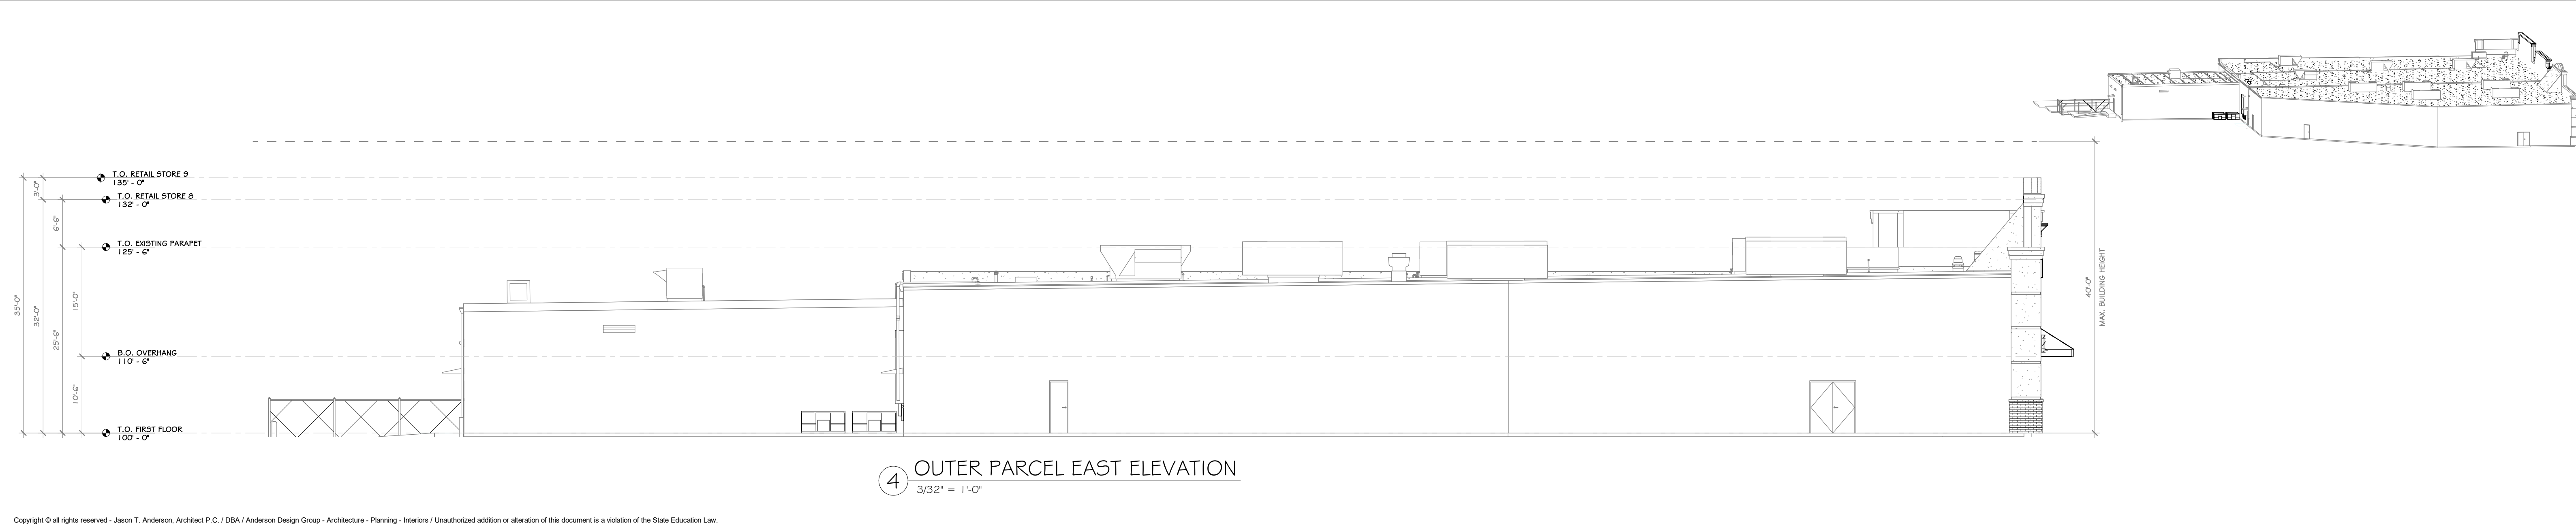 T.O. RETAIL STORE 9
135' - 0"
T.O. RETAIL STORE 8
132' - 0"
T.O. EXISTING PARAPET
125' - 6"
B.O. OVERHANG
110' - 6"
T.O. FIRST FLOOR
100' - 0"
35'-0"
3'-0"
32'-0"
6'-6"
25'-6"
15'-0"
10'-6"
40'-0"
MAX. BUILDING HEIGHT
4
OUTER PARCEL EAST ELEVATION
3/32" = 1'-0"
Copyright © all rights reserved - Jason T. Anderson, Architect P.C. / DBA / Anderson Design Group - Architecture - Planning - Interiors / Unauthorized addition or alteration of this document is a violation of the State Education Law.